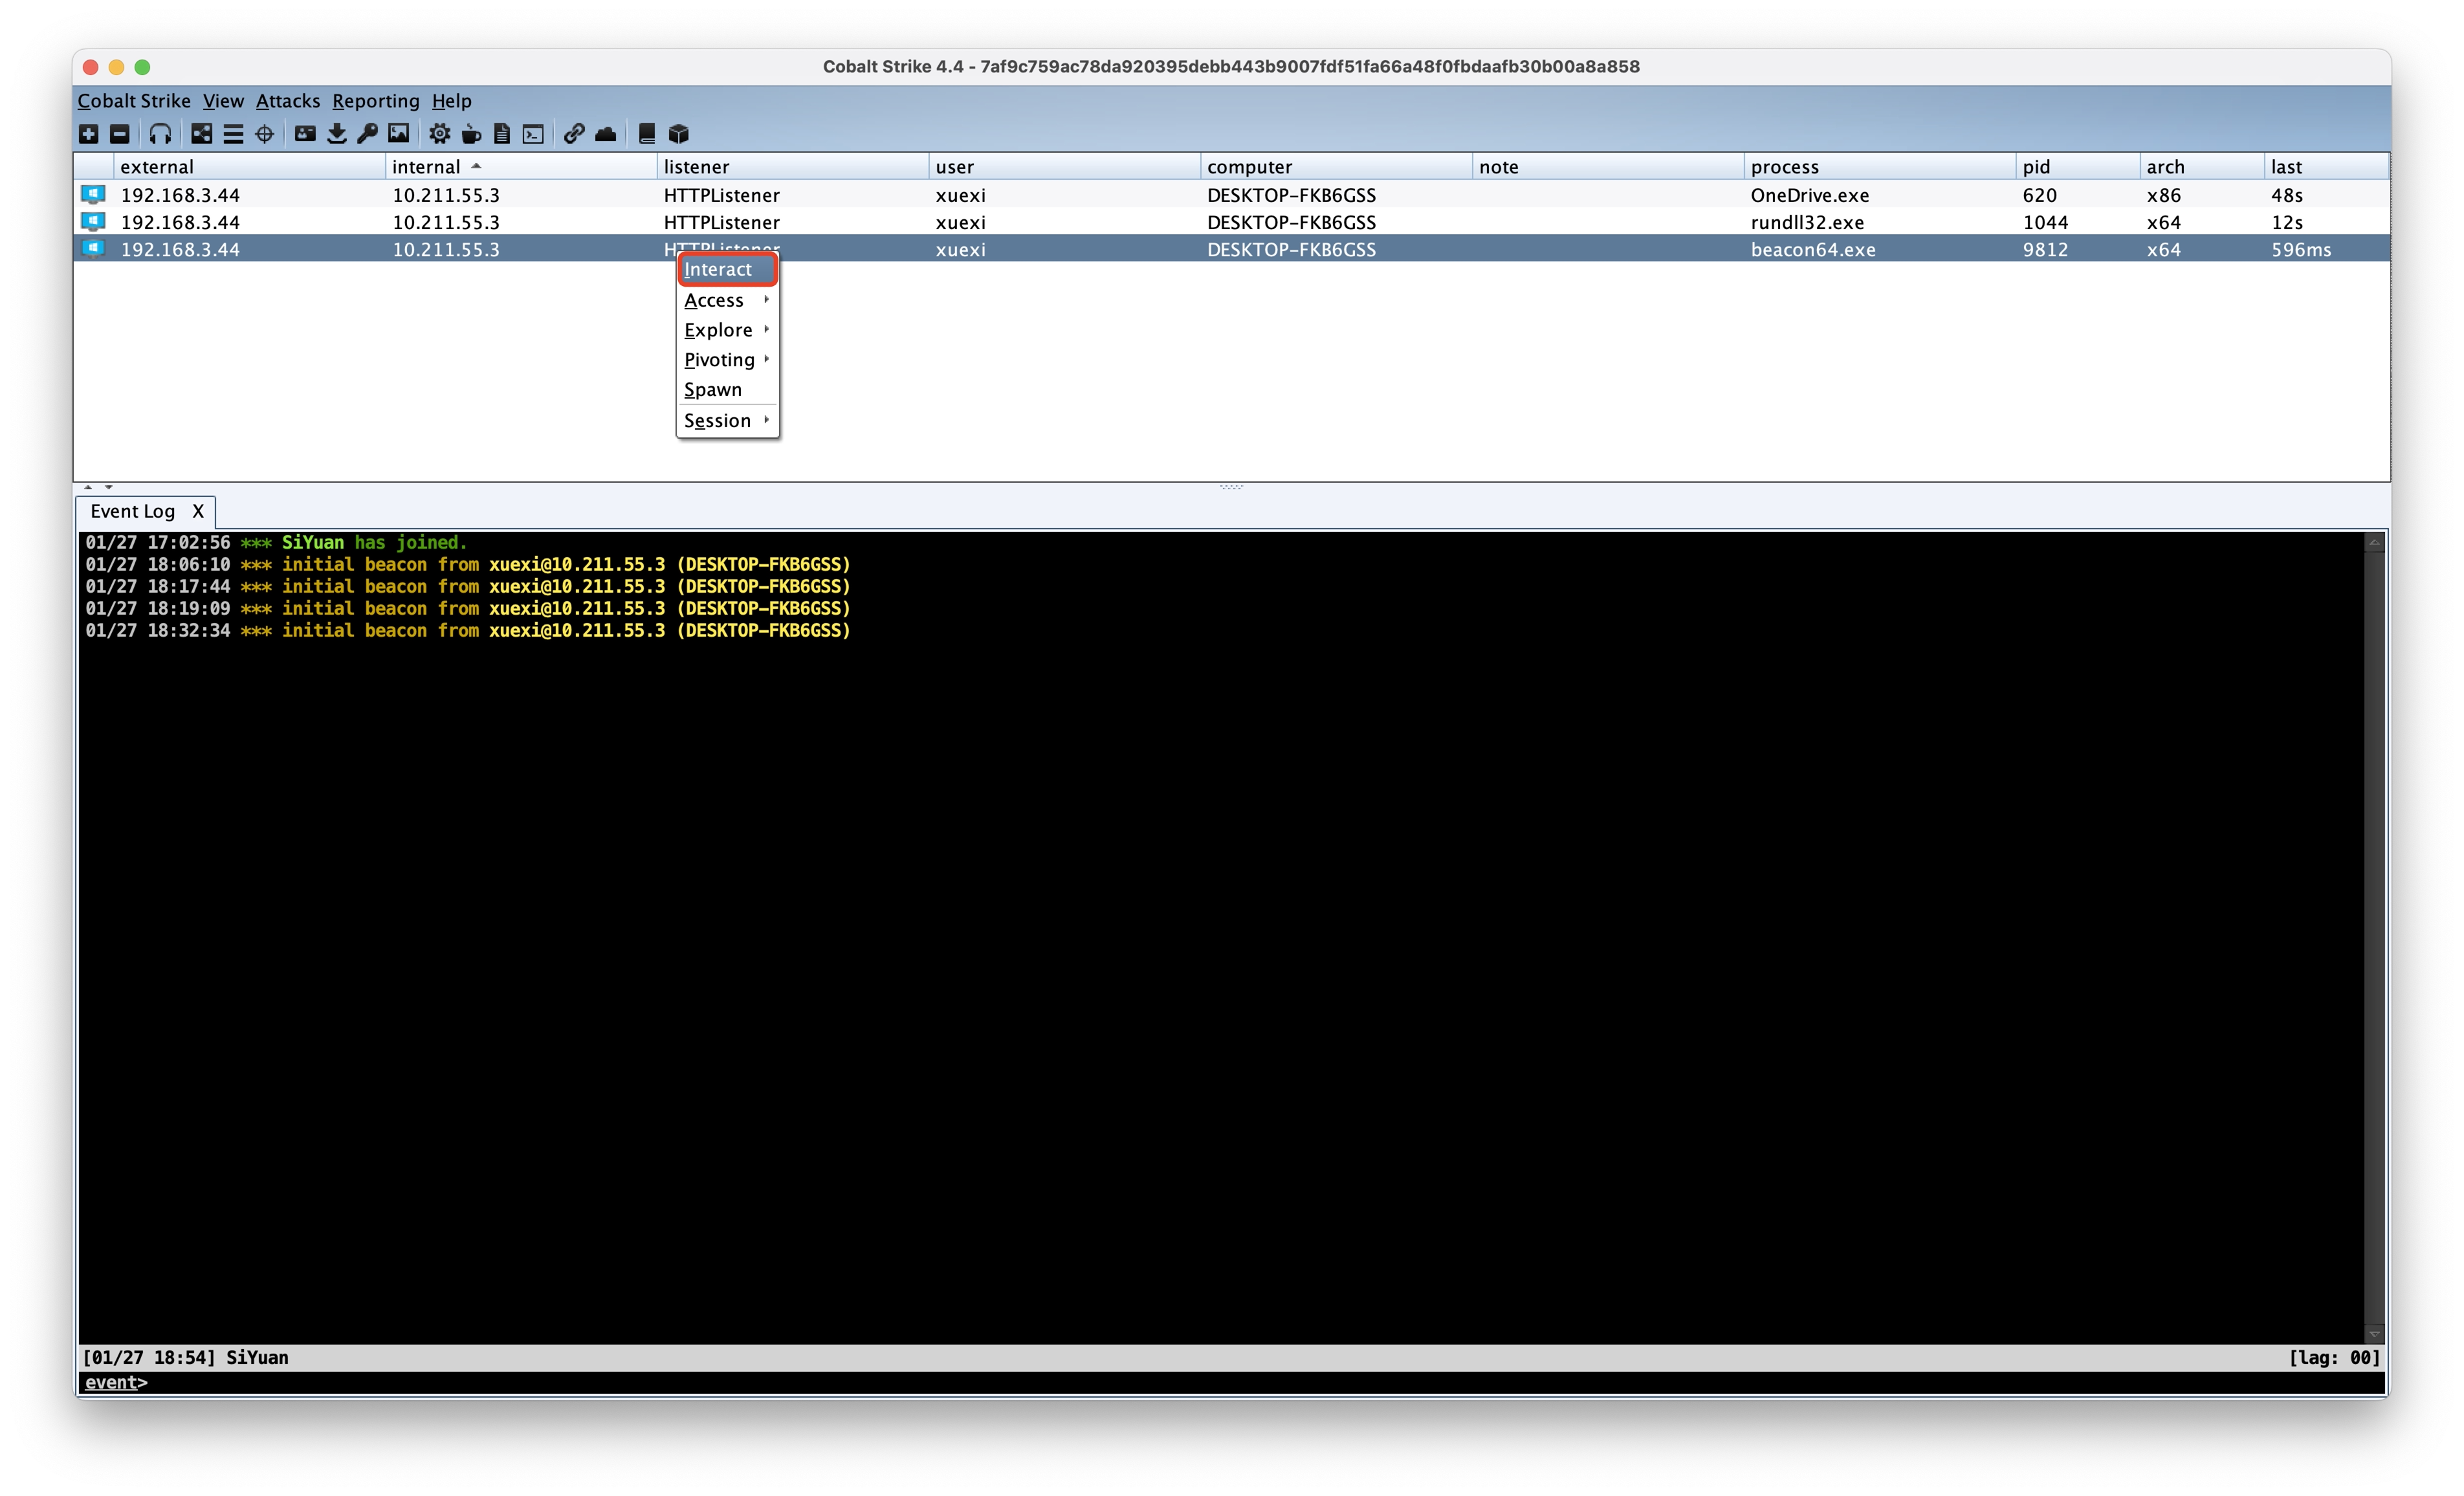 Cobalt Strike 4.4 - 7af9c759ac78da920395debb443b9007fdf51fa66a48f0fbdaafb30b00a8a858
Cobalt Strike View Attacks Reporting Help
external internal listener user computer note process pid arch last
192.168.3.44 10.211.55.3 HTTPListener xuexi DESKTOP-FKB6GSS OneDrive.exe 620 x86 48s
192.168.3.44 10.211.55.3 HTTPListener xuexi DESKTOP-FKB6GSS rundll32.exe 1044 x64 12s
192.168.3.44 10.211.55.3 HTTPListener xuexi DESKTOP-FKB6GSS beacon64.exe 9812 x64 596ms
Interact
Access
Explore
Pivoting
Spawn
Session
Event Log X
01/27 17:02:56 *** SiYuan has joined.
01/27 18:06:10 *** initial beacon from xuexi@10.211.55.3 (DESKTOP-FKB6GSS)
01/27 18:17:44 *** initial beacon from xuexi@10.211.55.3 (DESKTOP-FKB6GSS)
01/27 18:19:09 *** initial beacon from xuexi@10.211.55.3 (DESKTOP-FKB6GSS)
01/27 18:32:34 *** initial beacon from xuexi@10.211.55.3 (DESKTOP-FKB6GSS)
[01/27 18:54] SiYuan [lag: 00]
event>